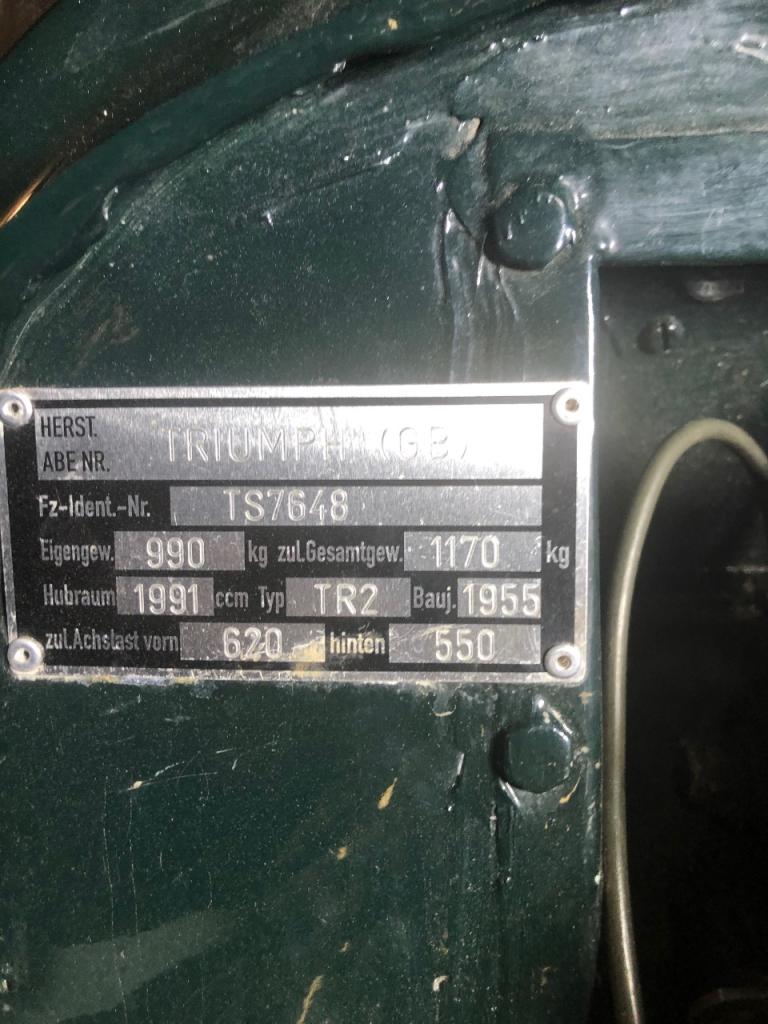 HERST. TRIUMPH (GB)
ABE NR.
Fz-Ident.-Nr. TS7648
Eigengew. 990 kg zul.Gesamtgew. 1170 kg
Hubraum 1991 ccm Typ TR2 Bauj. 1955
zul.Achslast vorn 620 hinten 550